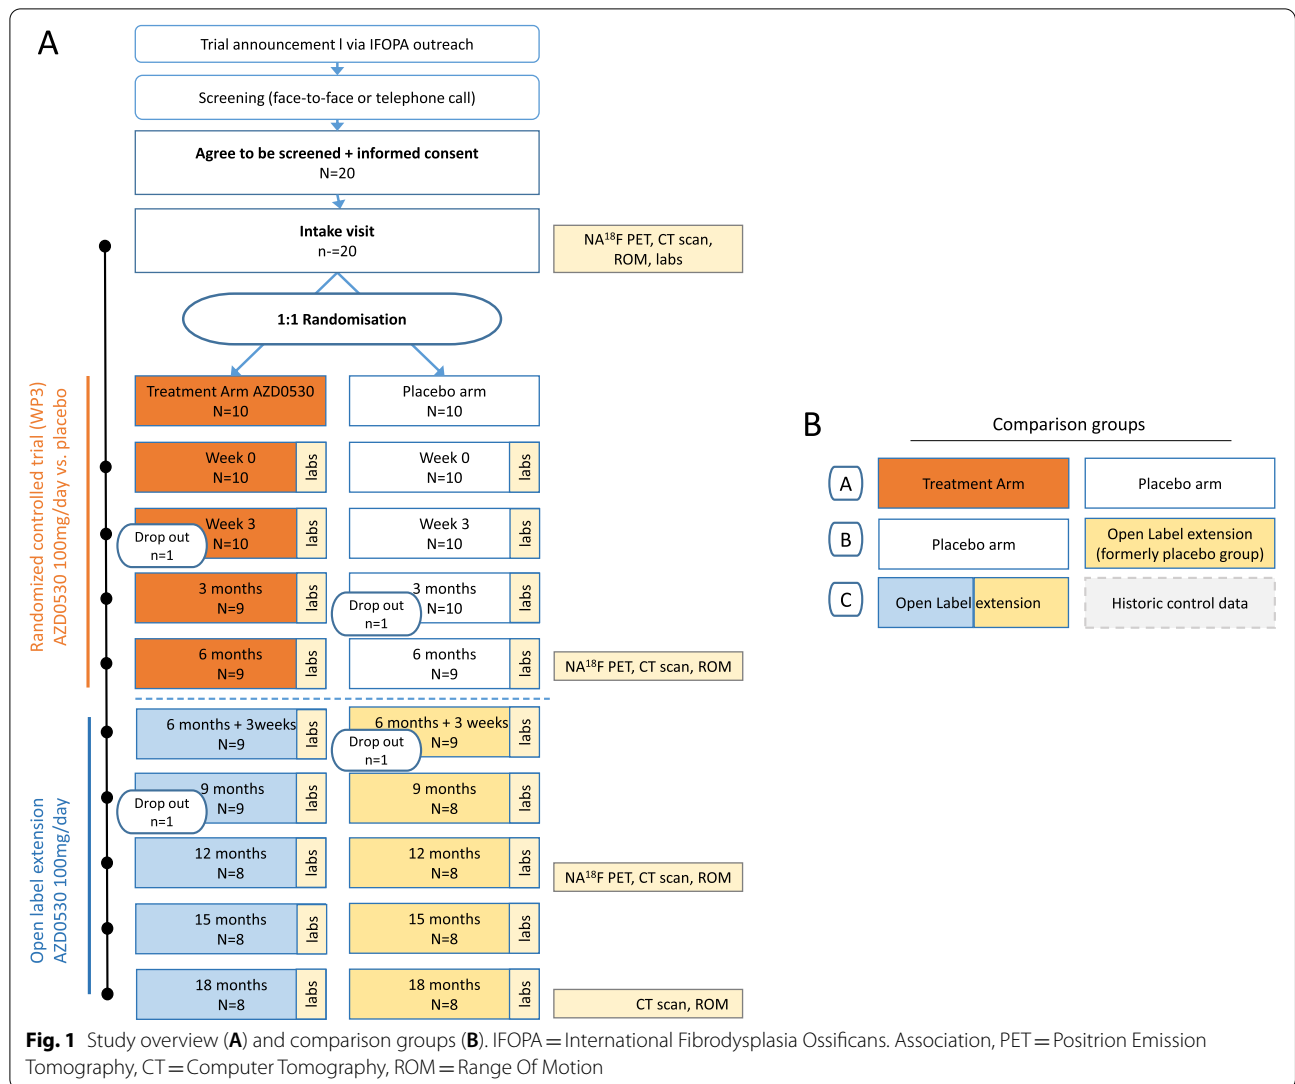 A
Trial announcement l via IFOPA outreach
Screening (face-to-face or telephone call)
Agree to be screened + informed consent
N=20
Intake visit
n-=20
NA¹⁸F PET, CT scan,
ROM, labs
1:1 Randomisation
Randomized controlled trial (WP3)
AZD0530 100mg/day vs. placebo
Treatment Arm AZD0530
N=10
Placebo arm
N=10
Week 0
N=10
labs
Week 0
N=10
labs
Week 3
N=10
labs
Week 3
N=10
labs
Drop out
n=1
3 months
N=9
labs
3 months
N=10
labs
Drop out
n=1
6 months
N=9
labs
6 months
N=9
labs
NA¹⁸F PET, CT scan, ROM
Open label extension
AZD0530 100mg/day
6 months + 3weeks
N=9
labs
6 months + 3 weeks
N=9
labs
Drop out
n=1
9 months
N=9
labs
9 months
N=8
labs
Drop out
n=1
12 months
N=8
labs
12 months
N=8
labs
NA¹⁸F PET, CT scan, ROM
15 months
N=8
labs
15 months
N=8
labs
18 months
N=8
labs
18 months
N=8
labs
CT scan, ROM
B
Comparison groups
A
Treatment Arm
Placebo arm
B
Placebo arm
Open Label extension
(formerly placebo group)
C
Open Label extension
Historic control data
Fig. 1 Study overview (A) and comparison groups (B). IFOPA = International Fibrodysplasia Ossificans. Association, PET = Positrion Emission
Tomography, CT = Computer Tomography, ROM = Range Of Motion